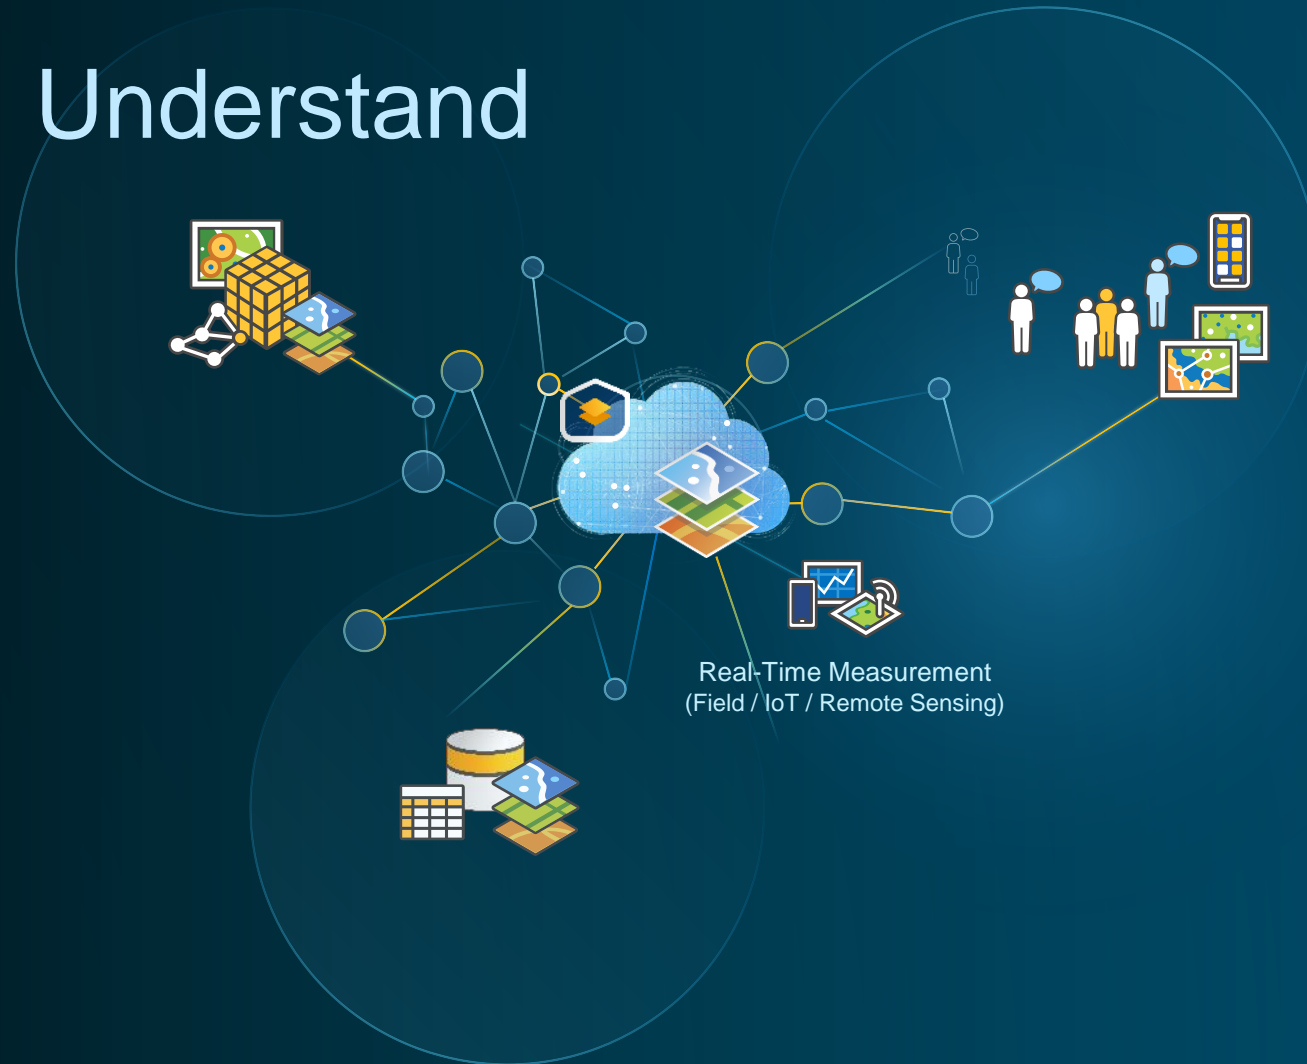 Understand
Real-Time Measurement
(Field / IoT / Remote Sensing)